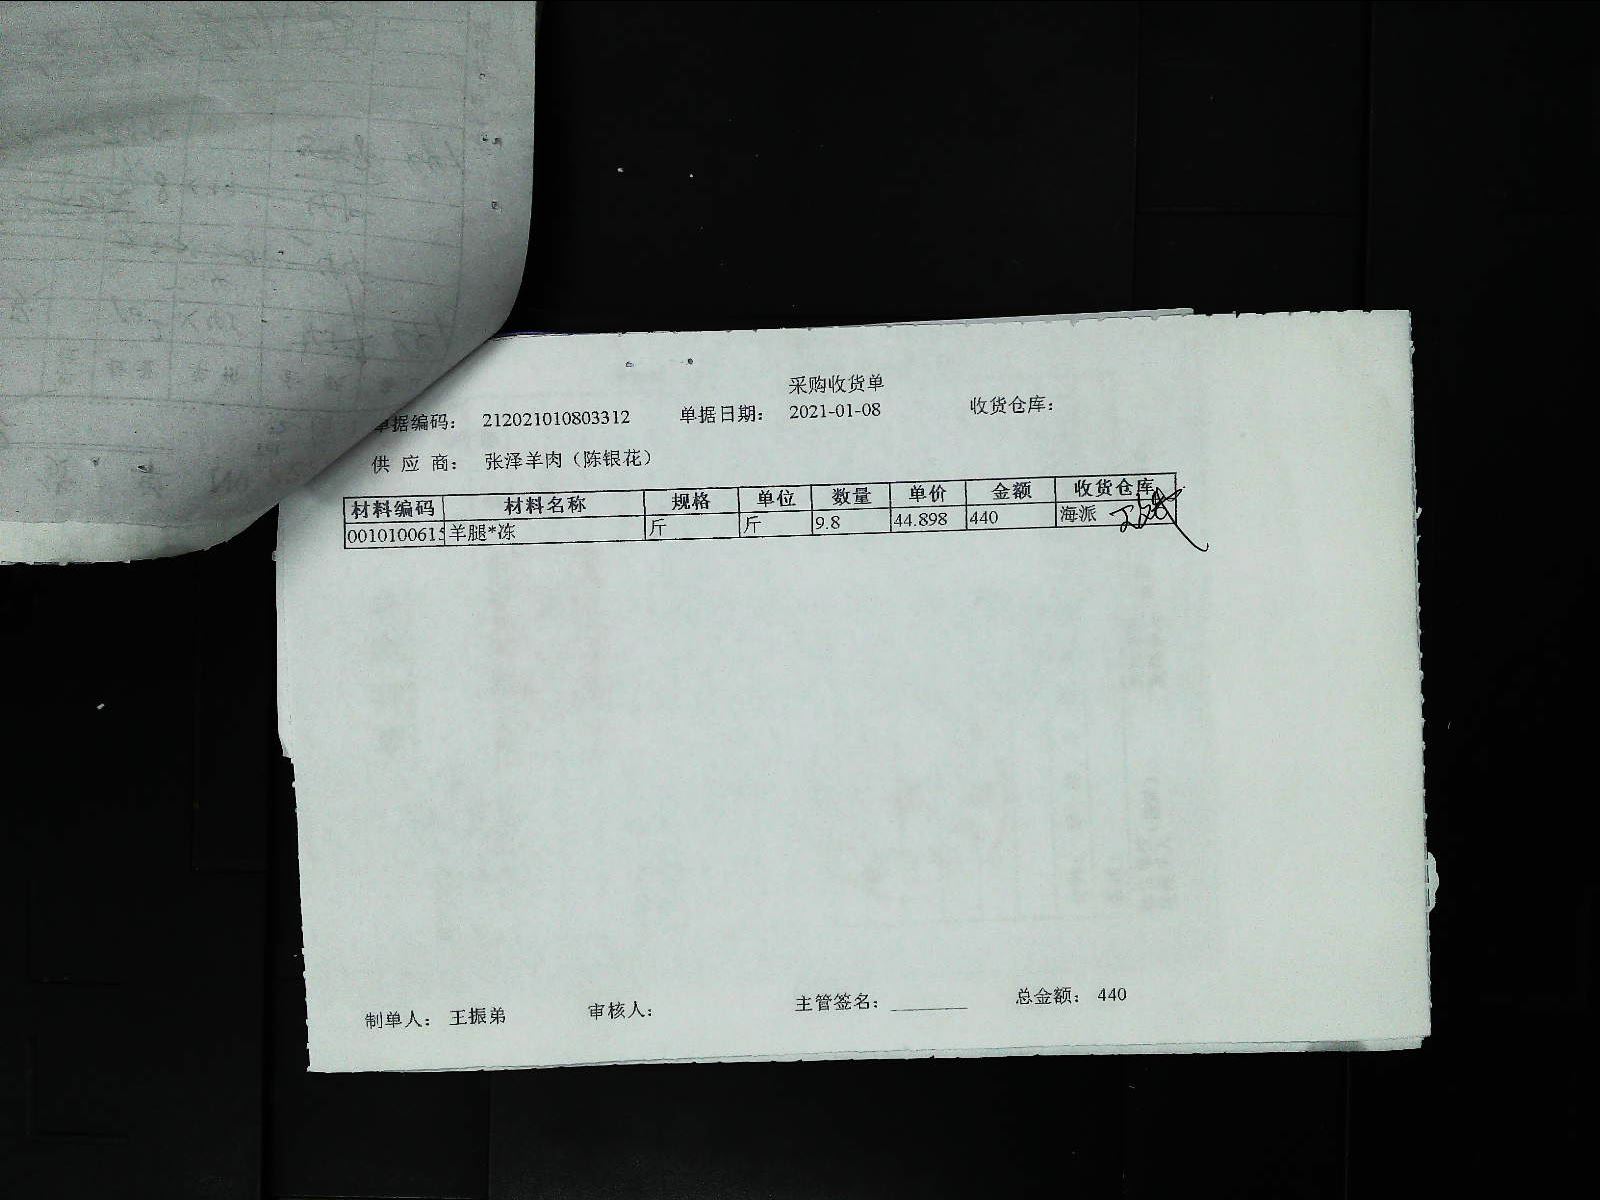 采购收货单
单据编码： 212021010803312 单据日期： 2021-01-08 收货仓库：
供 应 商： 张泽羊肉（陈银花）
材料编码 材料名称 规格 单位 数量 单价 金额 收货仓库
0010100615 羊腿*冻 斤 斤 9.8 44.898 440 海派
制单人： 王振弟 审核人： 主管签名： 总金额： 440